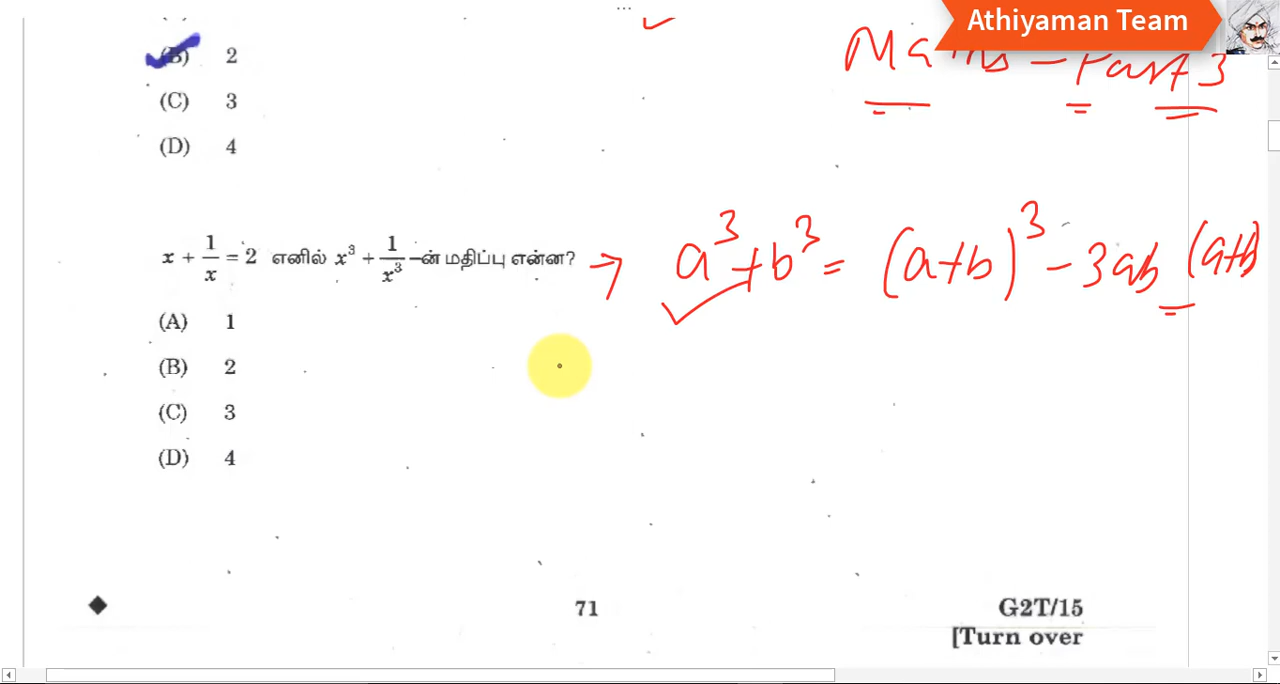 Athiyaman Team
(B) 2
Maths - Part 3
(C) 3
(D) 4
x + 1/x = 2 எனில் x³ + 1/x³ –ன் மதிப்பு என்ன? → a³+b³ = (a+b)³ - 3ab (a+b)
(A) 1
(B) 2
(C) 3
(D) 4
71
G2T/15
[Turn over